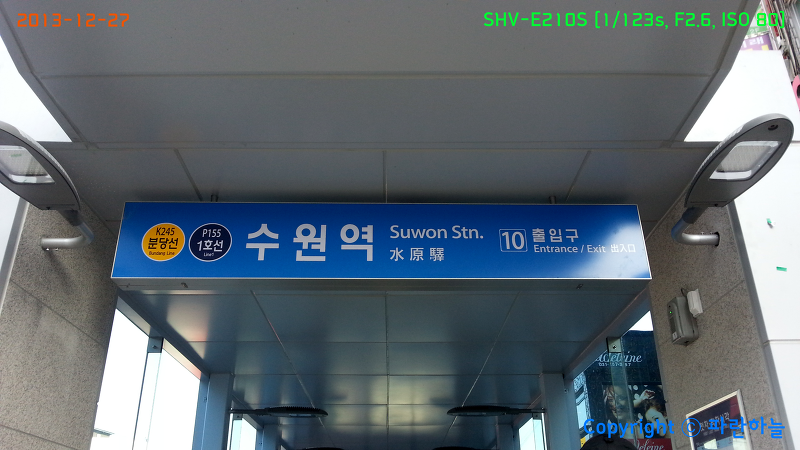 2013-12-27
SHV-E210S [1/123s, F2.6, ISO 80]
K245
분당선
Bundang Line
P155
1호선
Line1
수원역
Suwon Stn.
水原驛
10
출입구
Entrance / Exit 出入口
Copyright ⓒ 파란하늘